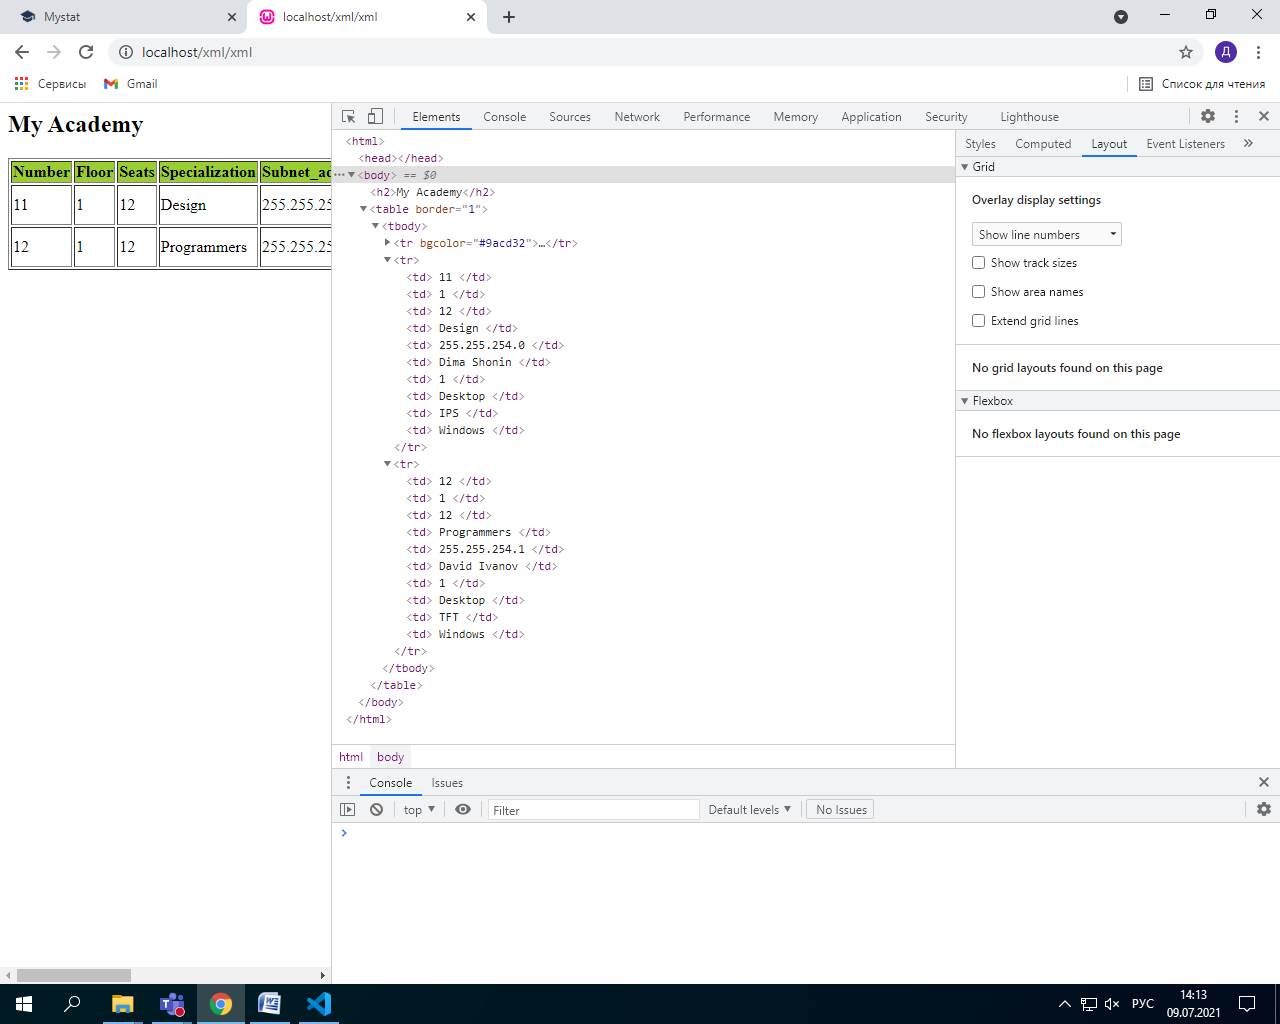 Mystat
localhost/xml/xml
localhost/xml/xml
Д
Сервисы
Gmail
Список для чтения
My Academy
Number Floor Seats Specialization Subnet_ad
11 1 12 Design 255.255.25
12 1 12 Programmers 255.255.25
Elements Console Sources Network Performance Memory Application Security Lighthouse
<html>
<head></head>
<body> == $0
<h2>My Academy</h2>
<table border="1">
<tbody>
<tr bgcolor="#9acd32">…</tr>
<tr>
<td> 11 </td>
<td> 1 </td>
<td> 12 </td>
<td> Design </td>
<td> 255.255.254.0 </td>
<td> Dima Shonin </td>
<td> 1 </td>
<td> Desktop </td>
<td> IPS </td>
<td> Windows </td>
</tr>
<tr>
<td> 12 </td>
<td> 1 </td>
<td> 12 </td>
<td> Programmers </td>
<td> 255.255.254.1 </td>
<td> David Ivanov </td>
<td> 1 </td>
<td> Desktop </td>
<td> TFT </td>
<td> Windows </td>
</tr>
</tbody>
</table>
</body>
</html>
html body
Styles Computed Layout Event Listeners »
Grid
Overlay display settings
Show line numbers
Show track sizes
Show area names
Extend grid lines
No grid layouts found on this page
Flexbox
No flexbox layouts found on this page
Console Issues
top Filter Default levels No Issues
РУС
14:13
09.07.2021